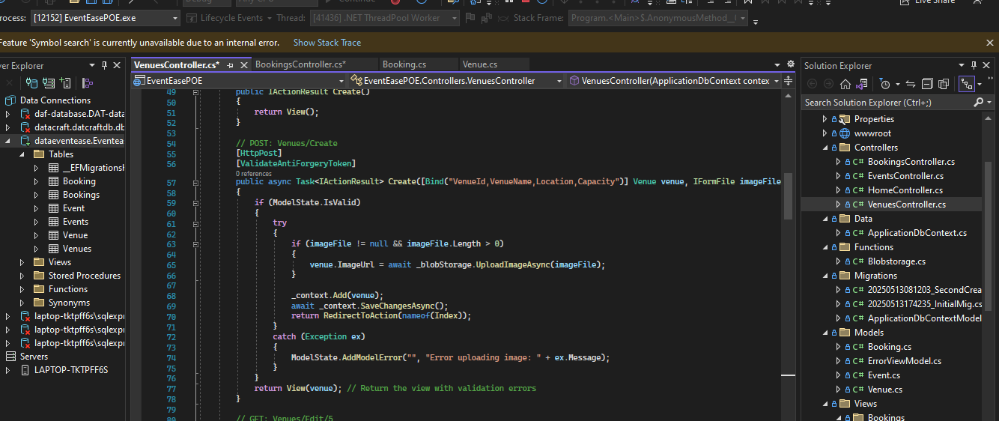 Live Share
rocess: [12152] EventEasePOE.exe Lifecycle Events Thread: [41436] .NET ThreadPool Worker Stack Frame: Program.<Main>$.AnonymousMethod__
Feature 'Symbol search' is currently unavailable due to an internal error. Show Stack Trace
ver Explorer
Data Connections
daf-database.DAT-data
datacraft.datcraftdb.db
dataeventease.Eventeas
Tables
__EFMigrationsH
Booking
Bookings
Event
Events
Venue
Venues
Views
Stored Procedures
Functions
Synonyms
laptop-tktpff6s\sqlexpr
laptop-tktpff6s\sqlexpr
laptop-tktpff6s\sqlexpr
Servers
LAPTOP-TKTPFF6S
VenuesController.cs* BookingsController.cs* Booking.cs Venue.cs
EventEasePOE EventEasePOE.Controllers.VenuesController VenuesController(ApplicationDbContext contex
49 public IActionResult Create()
50 {
51 return View();
52 }
53
54 // POST: Venues/Create
55 [HttpPost]
56 [ValidateAntiForgeryToken]
0 references
57 public async Task<IActionResult> Create([Bind("VenueId,VenueName,Location,Capacity")] Venue venue, IFormFile imageFile
58 {
59 if (ModelState.IsValid)
60 {
61 try
62 {
63 if (imageFile != null && imageFile.Length > 0)
64 {
65 venue.ImageUrl = await _blobStorage.UploadImageAsync(imageFile);
66 }
67
68 _context.Add(venue);
69 await _context.SaveChangesAsync();
70 return RedirectToAction(nameof(Index));
71 }
72 catch (Exception ex)
73 {
74 ModelState.AddModelError("", "Error uploading image: " + ex.Message);
75 }
76 }
77 return View(venue); // Return the view with validation errors
78 }
79
80 // GET: Venues/Edit/5
Solution Explorer
Search Solution Explorer (Ctrl+;)
Properties
wwwroot
Controllers
C# BookingsController.cs
C# EventsController.cs
C# HomeController.cs
C# VenuesController.cs
Data
C# ApplicationDbContext.cs
Functions
C# Blobstorage.cs
Migrations
C# 20250513081203_SecondCrea
C# 20250513174235_InitialMig.cs
C# ApplicationDbContextModel
Models
C# Booking.cs
C# ErrorViewModel.cs
C# Event.cs
C# Venue.cs
Views
Bookings